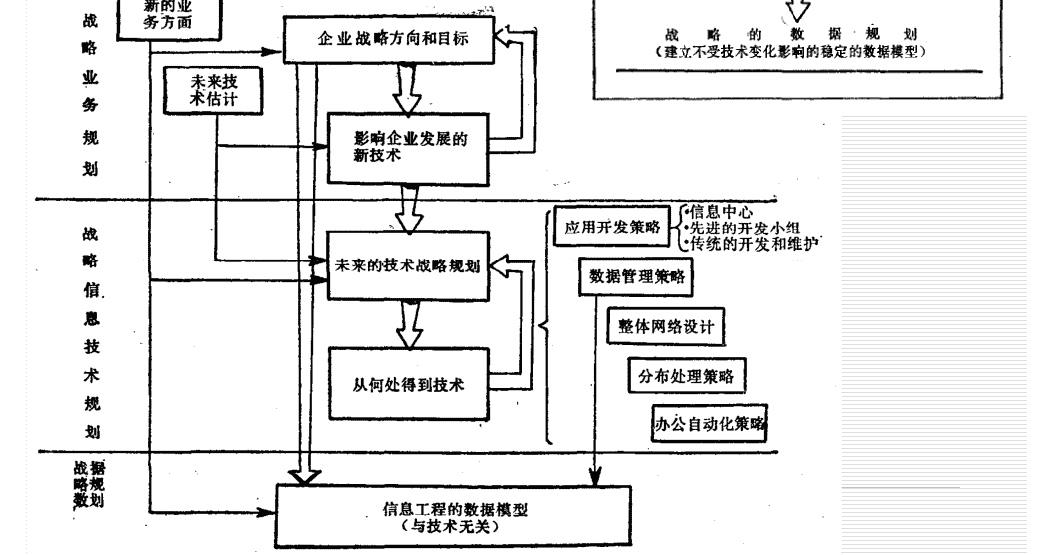 新的业
务方面
战略业务规划
企业战略方向和目标
未来技
术估计
影响企业发展的
新技术
战略的数据规划
(建立不受技术变化影响的稳定的数据模型)
战略信息技术规划
未来的技术战略规划
从何处得到技术
应用开发策略
·信息中心
·先进的开发小组
·传统的开发和维护
数据管理策略
整体网络设计
分布处理策略
办公自动化策略
战据
略规
数划
信息工程的数据模型
(与技术无关)